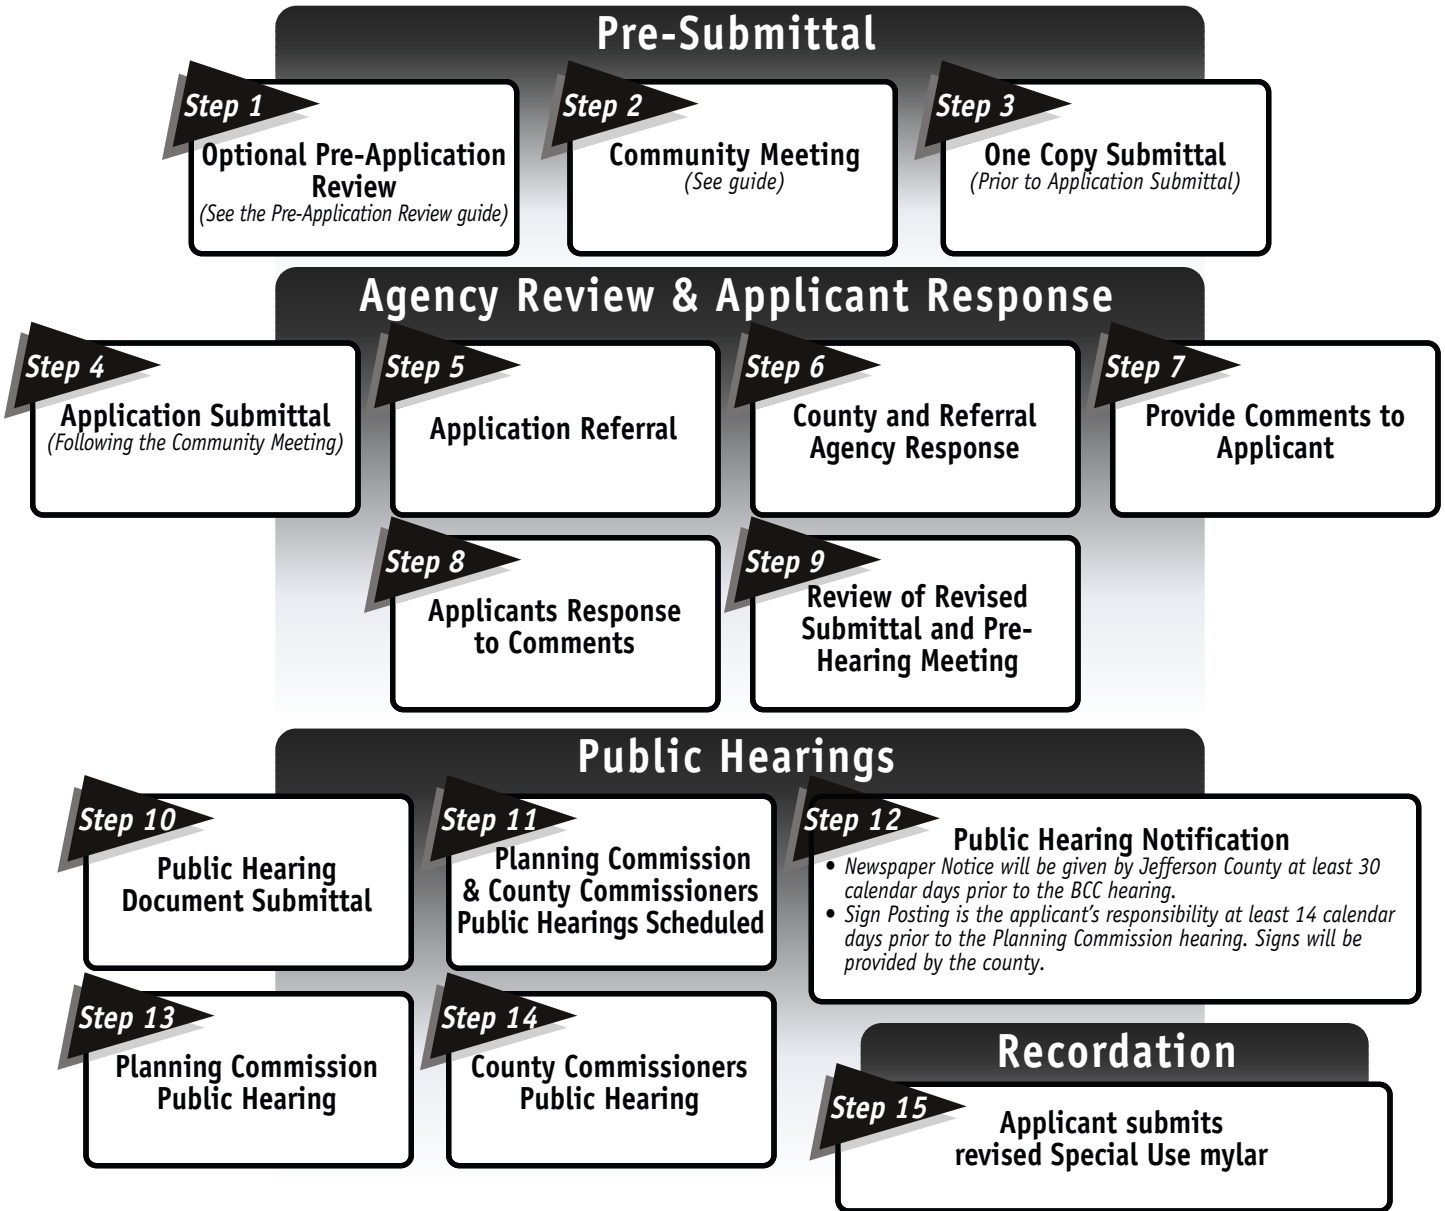 Pre-Submittal
Step 1
Optional Pre-Application
Review
(See the Pre-Application Review guide)
Step 2
Community Meeting
(See guide)
Step 3
One Copy Submittal
(Prior to Application Submittal)
Agency Review & Applicant Response
Step 4
Application Submittal
(Following the Community Meeting)
Step 5
Application Referral
Step 6
County and Referral
Agency Response
Step 7
Provide Comments to
Applicant
Step 8
Applicants Response
to Comments
Step 9
Review of Revised
Submittal and Pre-
Hearing Meeting
Public Hearings
Step 10
Public Hearing
Document Submittal
Step 11
Planning Commission
& County Commissioners
Public Hearings Scheduled
Step 12
Public Hearing Notification
• Newspaper Notice will be given by Jefferson County at least 30
calendar days prior to the BCC hearing.
• Sign Posting is the applicant's responsibility at least 14 calendar
days prior to the Planning Commission hearing. Signs will be
provided by the county.
Step 13
Planning Commission
Public Hearing
Step 14
County Commissioners
Public Hearing
Recordation
Step 15
Applicant submits
revised Special Use mylar